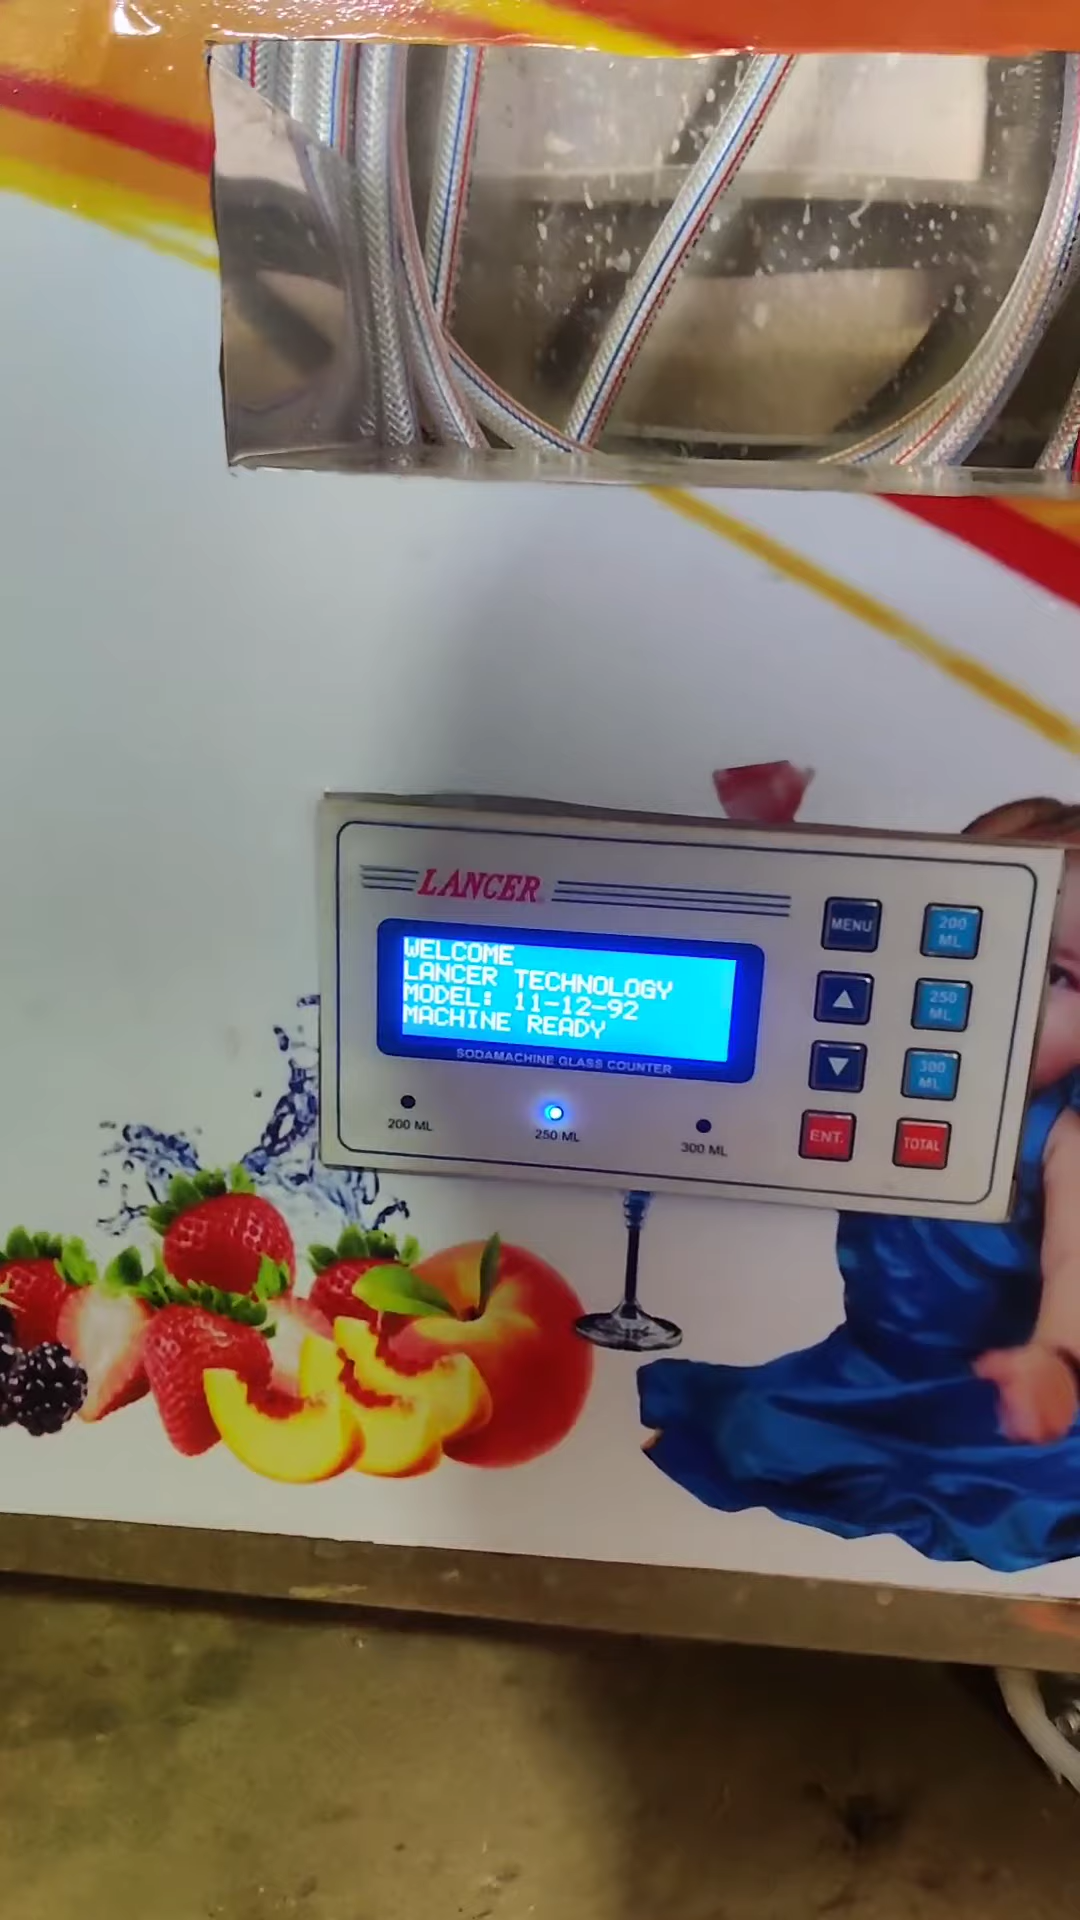 LANCER
WELCOME
LANCER TECHNOLOGY
MODEL: 11-12-92
MACHINE READY
SODAMACHINE GLASS COUNTER
200 ML
250 ML
300 ML
MENU
200 ML
250 ML
300 ML
ENT.
TOTAL